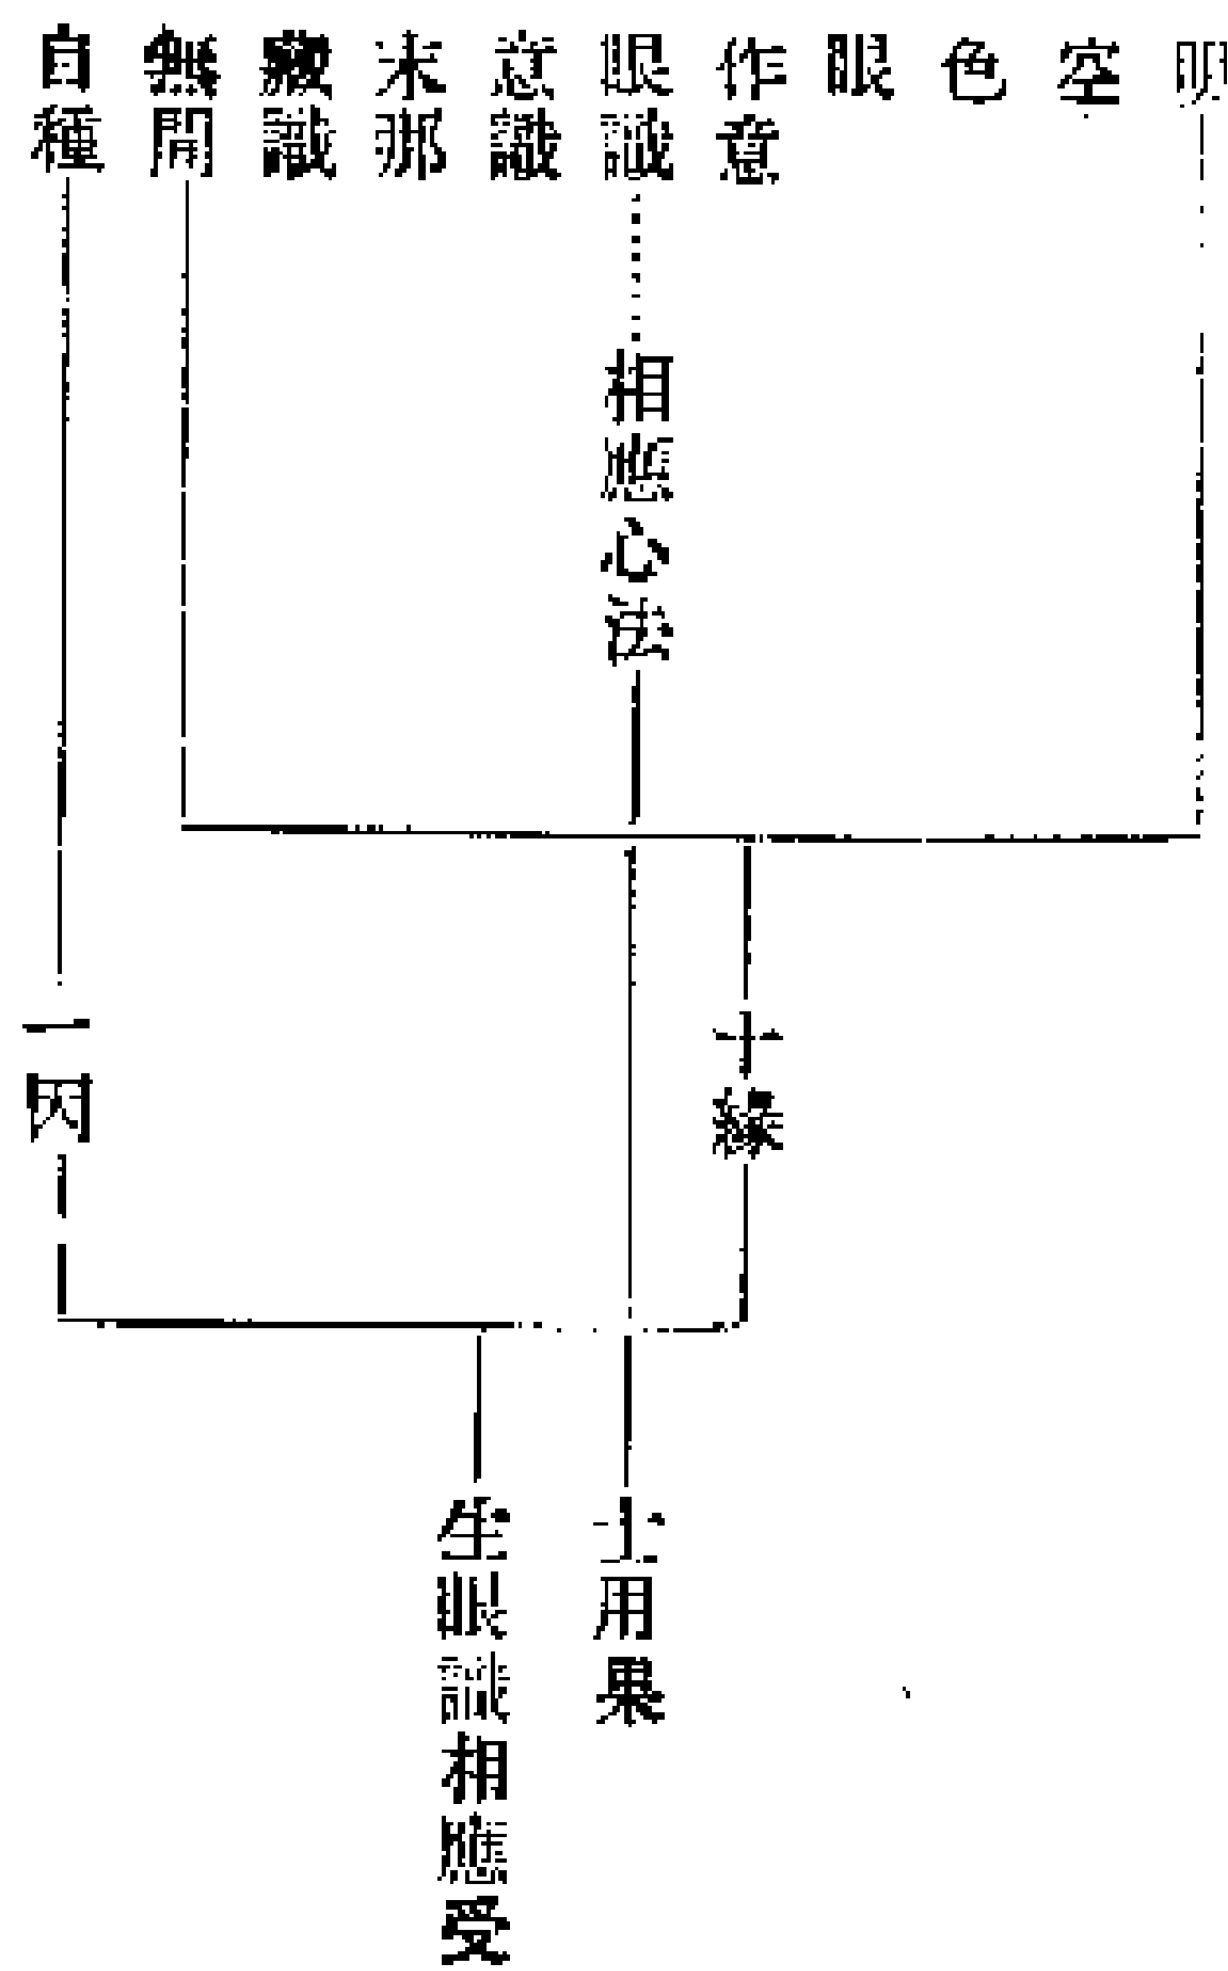 明
空
色
眼
作意
眼識
意識
末那
藏識
無間
自種
相應心法
十緣
一因
士用果
生眼識相應受